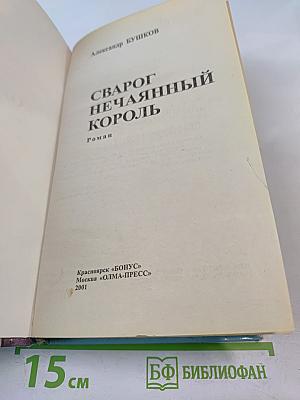 Александр БУШКОВ
СВАРОГ
НЕЧАЯННЫЙ
КОРОЛЬ
Роман
Красноярск «БОНУС»
Москва «ОЛМА-ПРЕСС»
2001
15 см
БФ БИБЛИОФАН